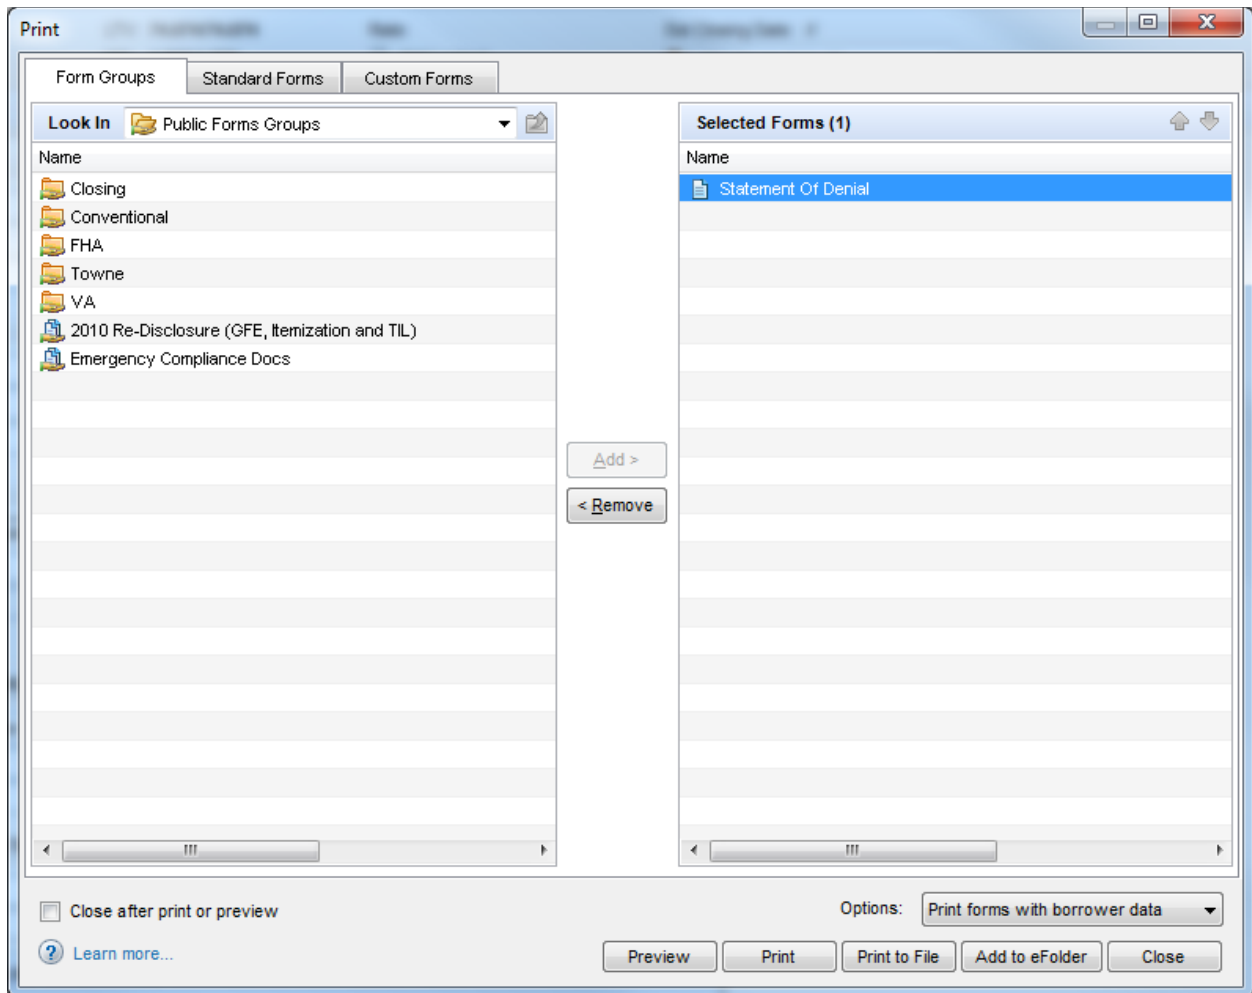 Print
Form Groups
Standard Forms
Custom Forms
Look In
Public Forms Groups
Name
Closing
Conventional
FHA
Towne
VA
2010 Re-Disclosure (GFE, Itemization and TIL)
Emergency Compliance Docs
Add >
< Remove
Selected Forms (1)
Name
Statement Of Denial
Close after print or preview
Options:
Print forms with borrower data
Learn more...
Preview
Print
Print to File
Add to eFolder
Close